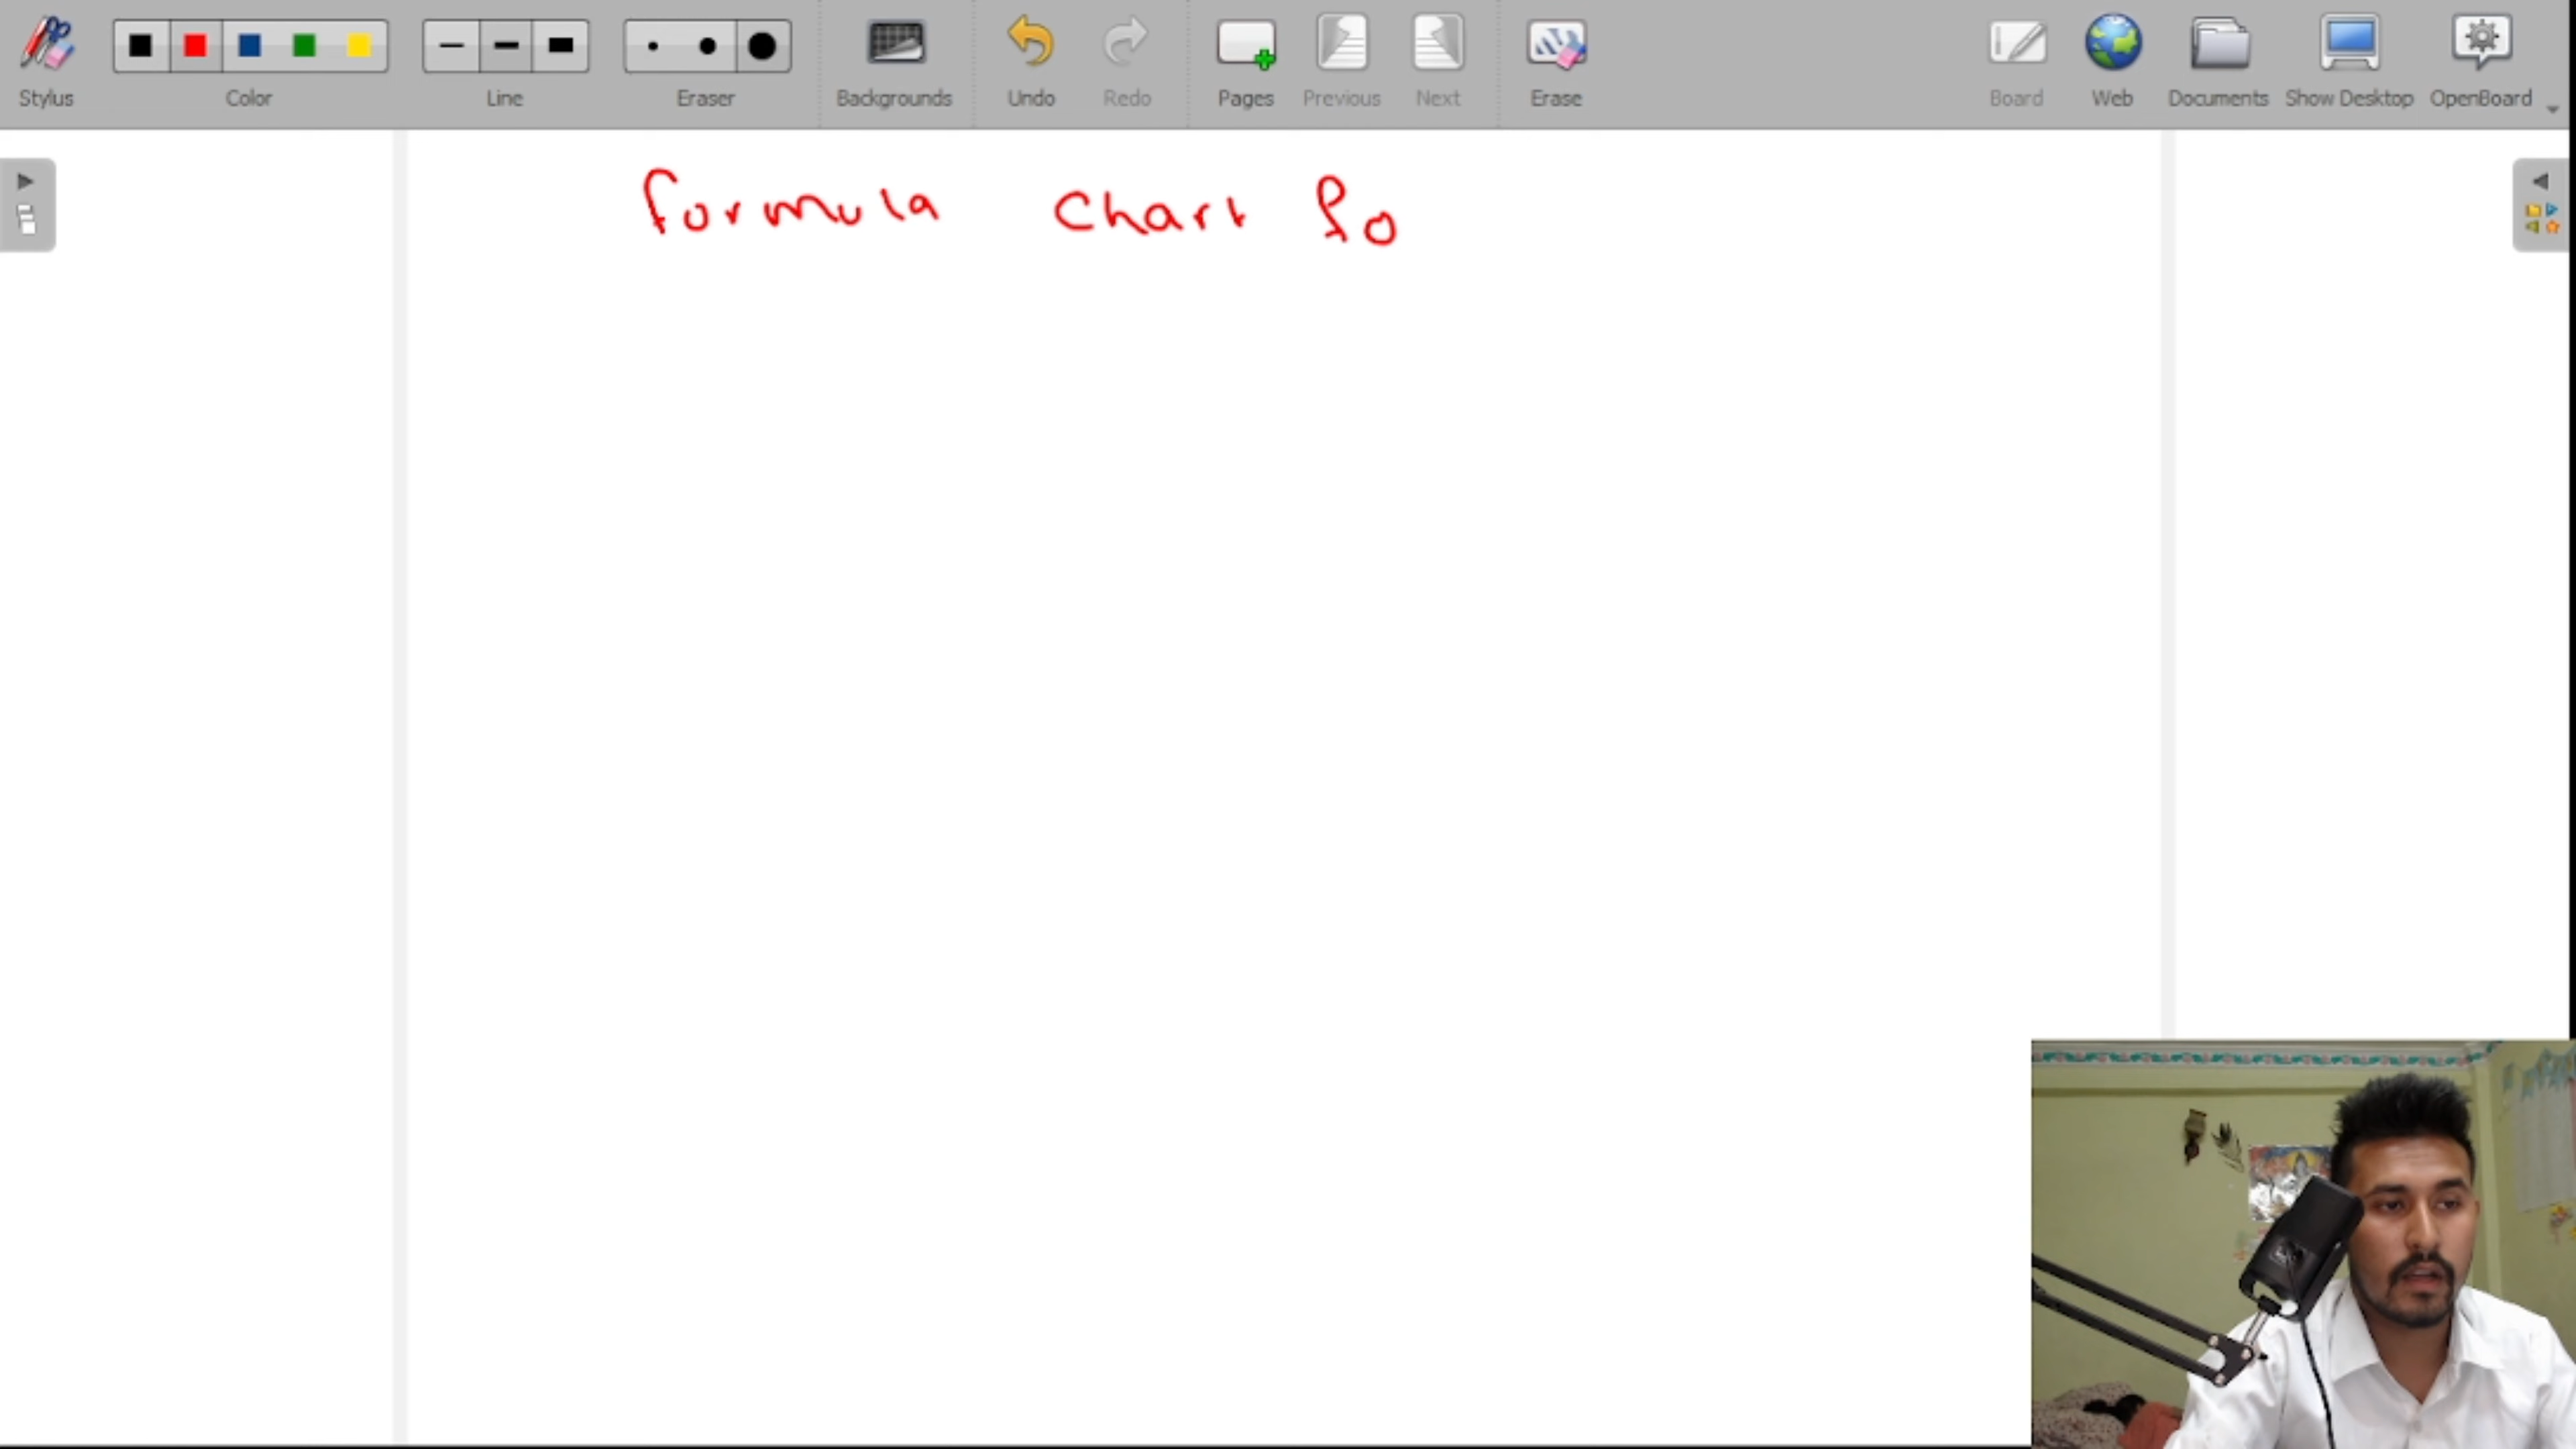 Stylus Color Line Eraser Backgrounds Undo Redo Pages Previous Next Erase Board Web Documents Show Desktop OpenBoard
formula chart fo